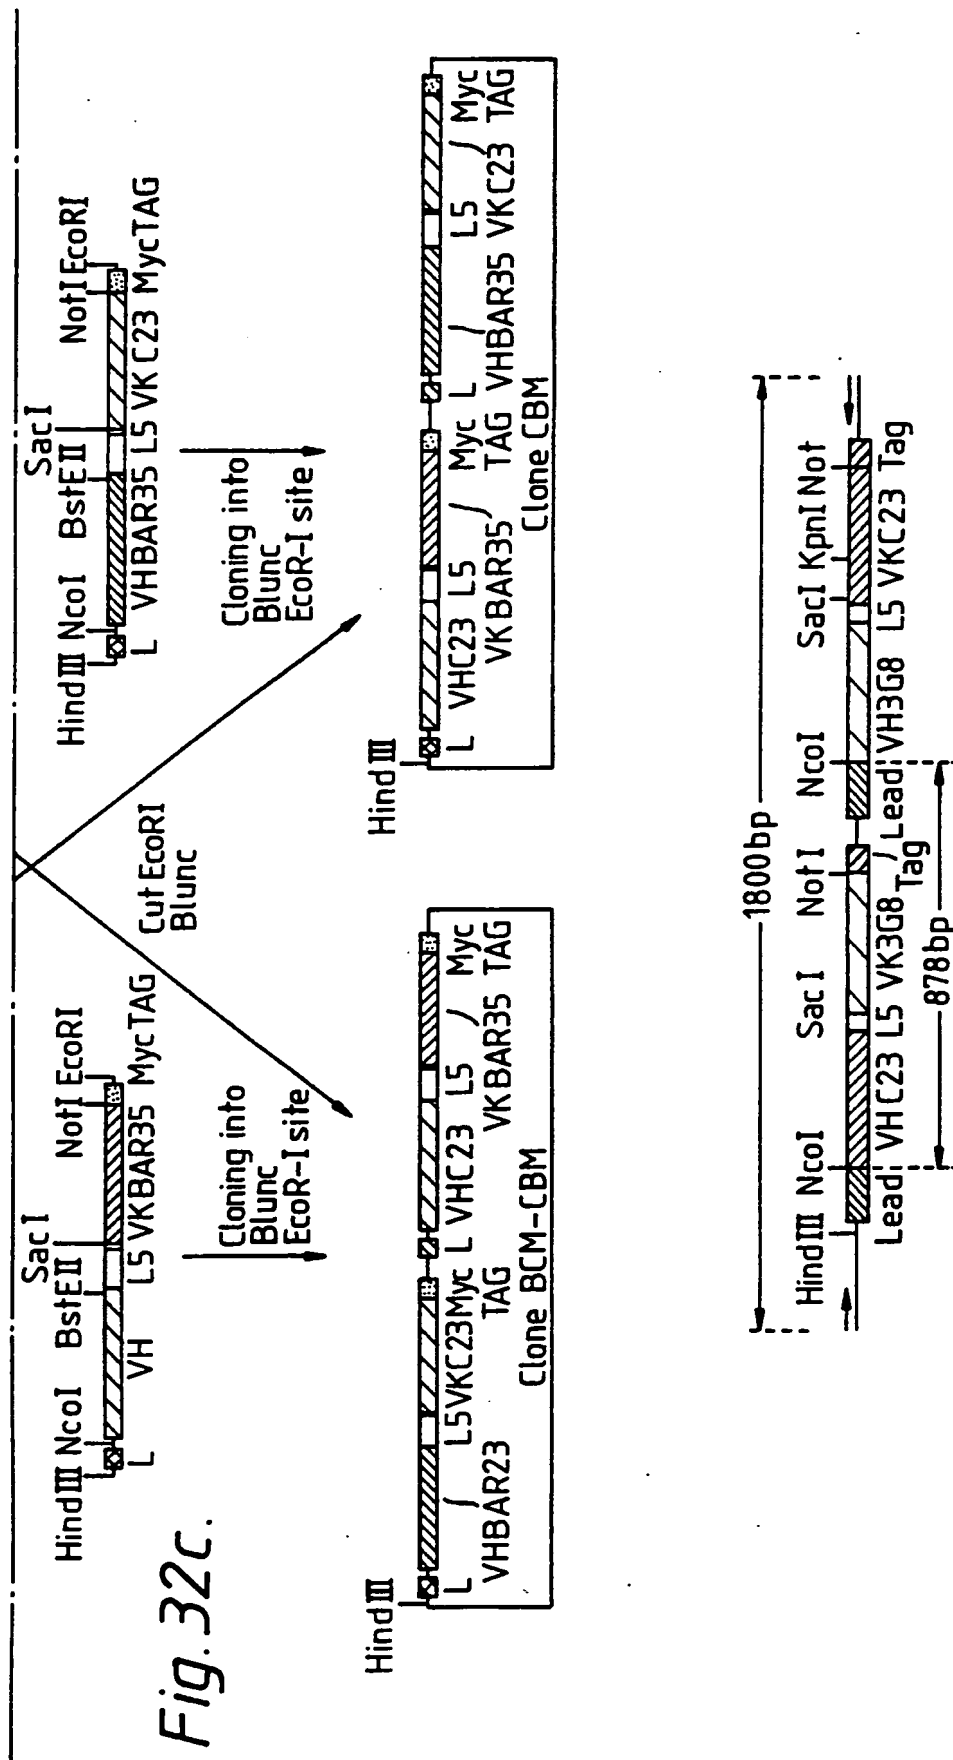 Fig. 32c.
HindIII NcoI BstEII SacI NotI EcoRI
L VH L5 VKBAR35 MycTAG
HindIII NcoI BstEII SacI NotI EcoRI
L VHBAR35 L5 VKC23 MycTAG
Cloning into
Blunc
EcoR-I site
Cut EcoRI
Blunc
Cloning into
Blunc
EcoR-I site
HindIII
L L5VKC23Myc L VHC23 L5 Myc
VHBAR23 TAG VKBAR35 TAG
Clone BCM-CBM
HindIII
L VHC23 L5 Myc L L5 Myc
VKBAR35 TAG VHBAR35 VKC23 TAG
Clone CBM
1800bp
HindIII NcoI SacI NotI NcoI SacI KpnI Not
Lead VHC23 L5 VK3G8 Lead VH3G8 L5 VKC23 Tag
Tag
878bp